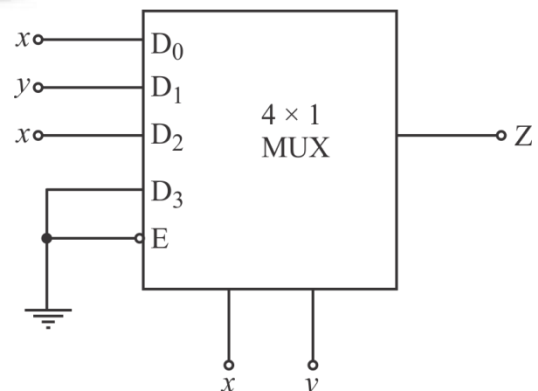 x D₀
y D₁
x D₂
4 × 1
MUX
Z
D₃
E
x y